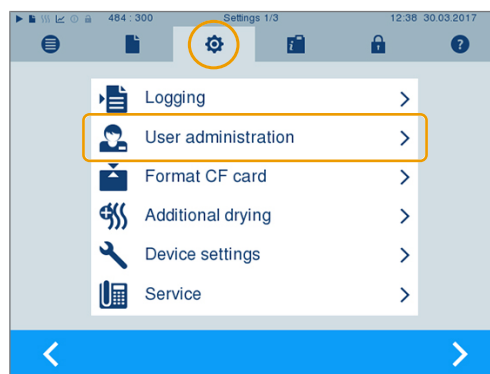 484 : 300 Settings 1/3 12:38 30.03.2017
Logging
User administration
Format CF card
Additional drying
Device settings
Service